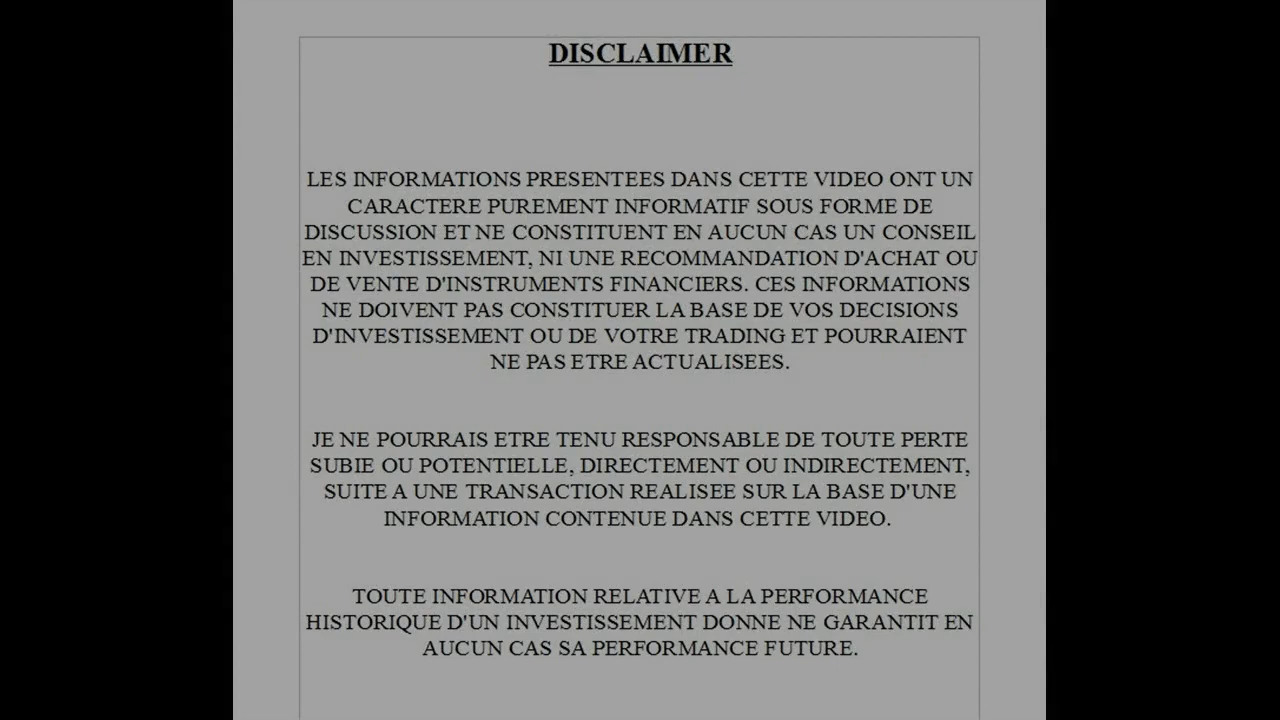 DISCLAIMER
LES INFORMATIONS PRESENTEES DANS CETTE VIDEO ONT UN
CARACTERE PUREMENT INFORMATIF SOUS FORME DE
DISCUSSION ET NE CONSTITUENT EN AUCUN CAS UN CONSEIL
EN INVESTISSEMENT, NI UNE RECOMMANDATION D'ACHAT OU
DE VENTE D'INSTRUMENTS FINANCIERS. CES INFORMATIONS
NE DOIVENT PAS CONSTITUER LA BASE DE VOS DECISIONS
D'INVESTISSEMENT OU DE VOTRE TRADING ET POURRAIENT
NE PAS ETRE ACTUALISEES.
JE NE POURRAIS ETRE TENU RESPONSABLE DE TOUTE PERTE
SUBIE OU POTENTIELLE, DIRECTEMENT OU INDIRECTEMENT,
SUITE A UNE TRANSACTION REALISEE SUR LA BASE D'UNE
INFORMATION CONTENUE DANS CETTE VIDEO.
TOUTE INFORMATION RELATIVE A LA PERFORMANCE
HISTORIQUE D'UN INVESTISSEMENT DONNE NE GARANTIT EN
AUCUN CAS SA PERFORMANCE FUTURE.